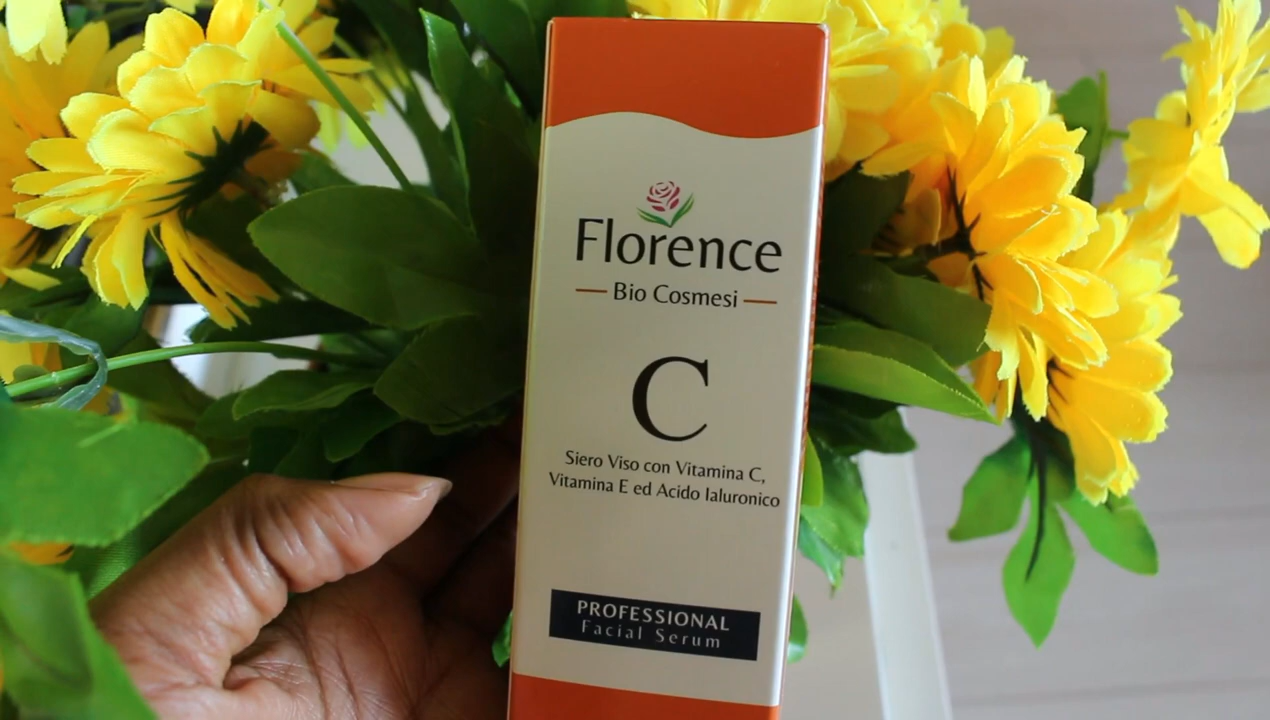 Florence
Bio Cosmesi
C
Siero Viso con Vitamina C,
Vitamina E ed Acido Ialuronico
PROFESSIONAL
Facial Serum